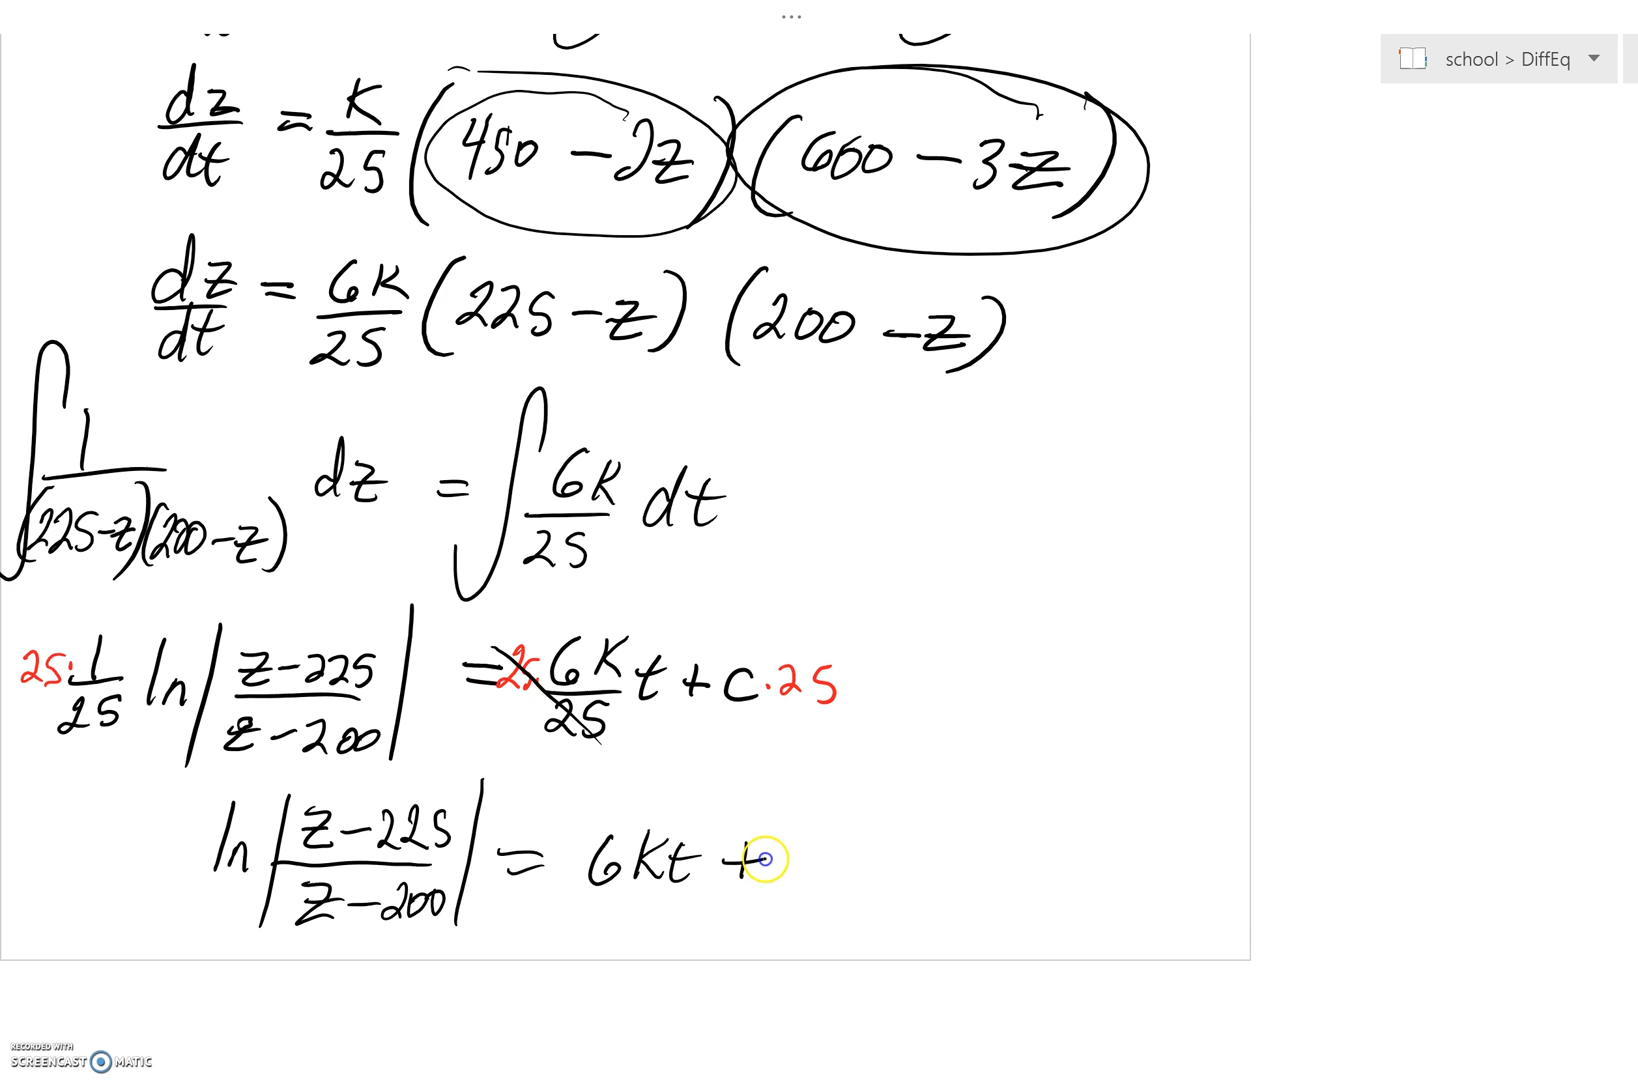 ...
school > DiffEq
dz/dt = K/25 (450 - 2z)(600 - 3z)
dz/dt = 6K/25 (225 - z)(200 - z)
∫ 1/((225-z)(200-z)) dz = ∫ 6K/25 dt
25· 1/25 ln |(z-225)/(z-200)| = 25· 6K/25 t + C ·25
ln |(z-225)/(z-200)| = 6Kt +
RECORDED WITH
SCREENCAST MATIC